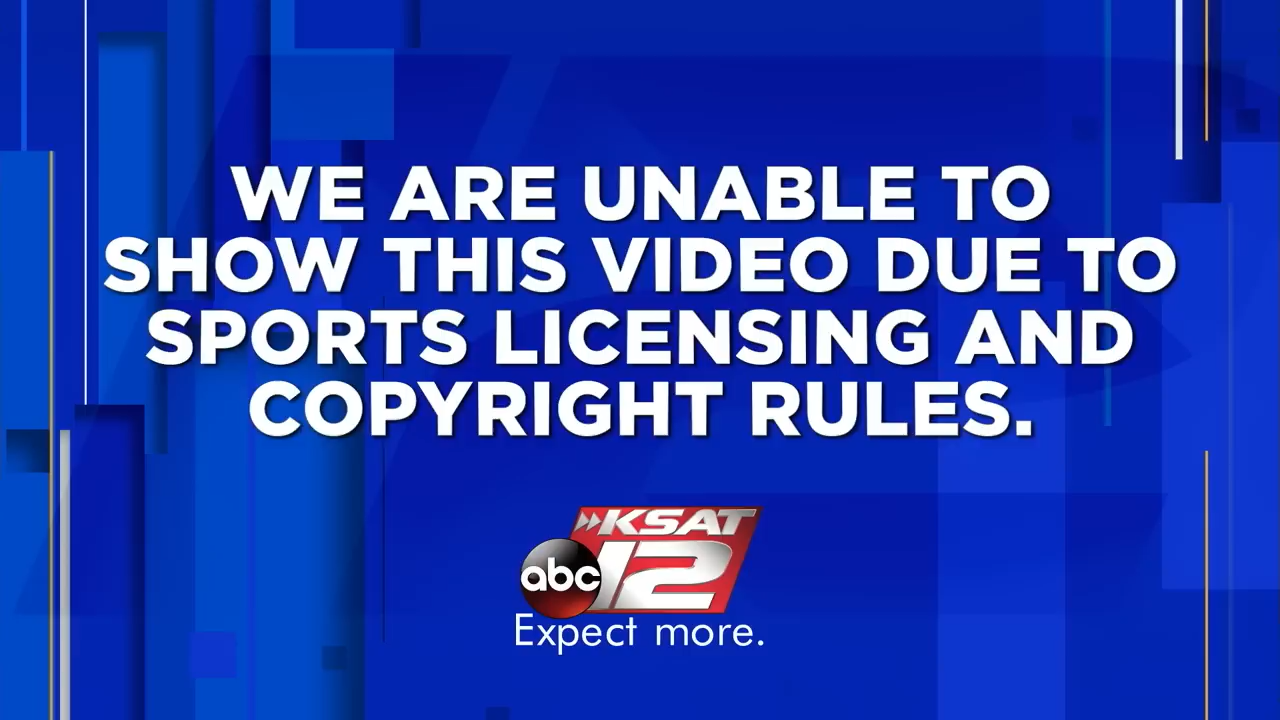 WE ARE UNABLE TO
SHOW THIS VIDEO DUE TO
SPORTS LICENSING AND
COPYRIGHT RULES.
KSAT
abc 12
Expect more.